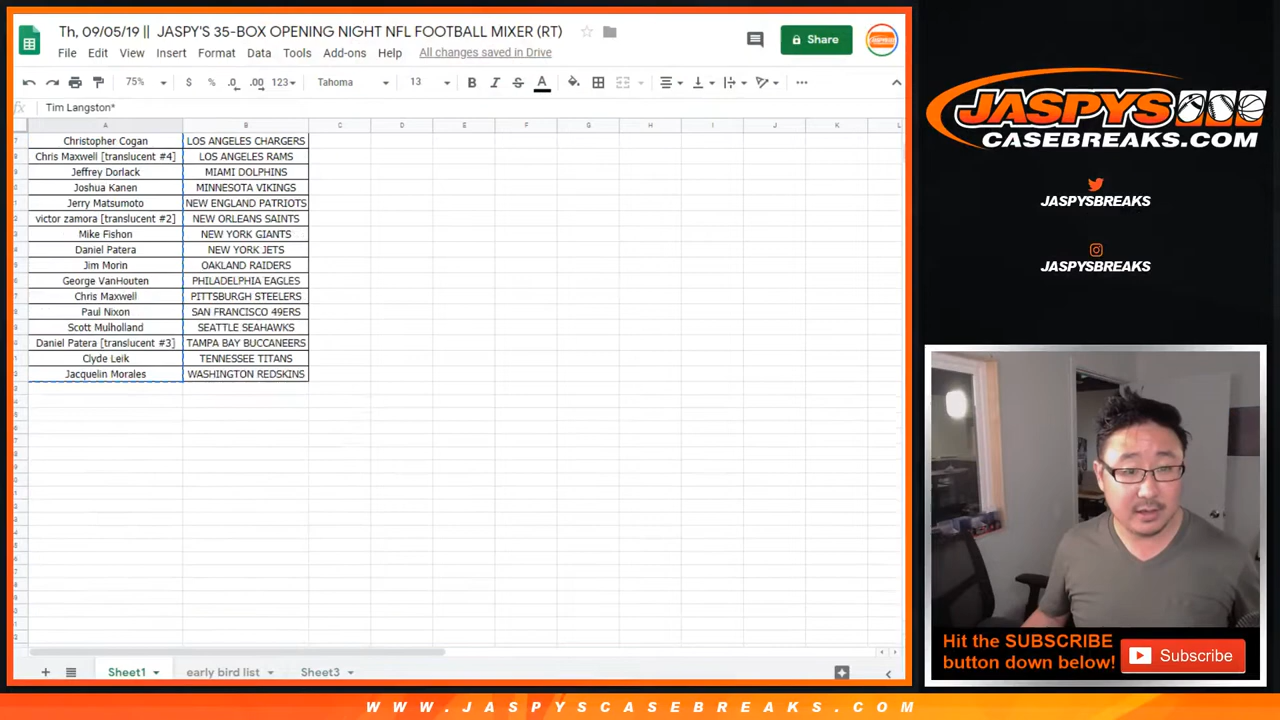 Th, 09/05/19 || JASPY'S 35-BOX OPENING NIGHT NFL FOOTBALL MIXER (RT)
File Edit View Insert Format Data Tools Add-ons Help All changes saved in Drive
Share
75% $ % .0 .00 123 Tahoma 13 B I S A
fx Tim Langston*
A B C D E F G H I J K L
Christopher Cogan LOS ANGELES CHARGERS
Chris Maxwell [translucent #4] LOS ANGELES RAMS
Jeffrey Dorlack MIAMI DOLPHINS
Joshua Kanen MINNESOTA VIKINGS
Jerry Matsumoto NEW ENGLAND PATRIOTS
victor zamora [translucent #2] NEW ORLEANS SAINTS
Mike Fishon NEW YORK GIANTS
Daniel Patera NEW YORK JETS
Jim Morin OAKLAND RAIDERS
George VanHouten PHILADELPHIA EAGLES
Chris Maxwell PITTSBURGH STEELERS
Paul Nixon SAN FRANCISCO 49ERS
Scott Mulholland SEATTLE SEAHAWKS
Daniel Patera [translucent #3] TAMPA BAY BUCCANEERS
Clyde Leik TENNESSEE TITANS
Jacquelin Morales WASHINGTON REDSKINS
Sheet1 early bird list Sheet3
JASPYS
CASEBREAKS.COM
JASPYSBREAKS
JASPYSBREAKS
Hit the SUBSCRIBE
button down below!
Subscribe
WWW.JASPYSCASEBREAKS.COM